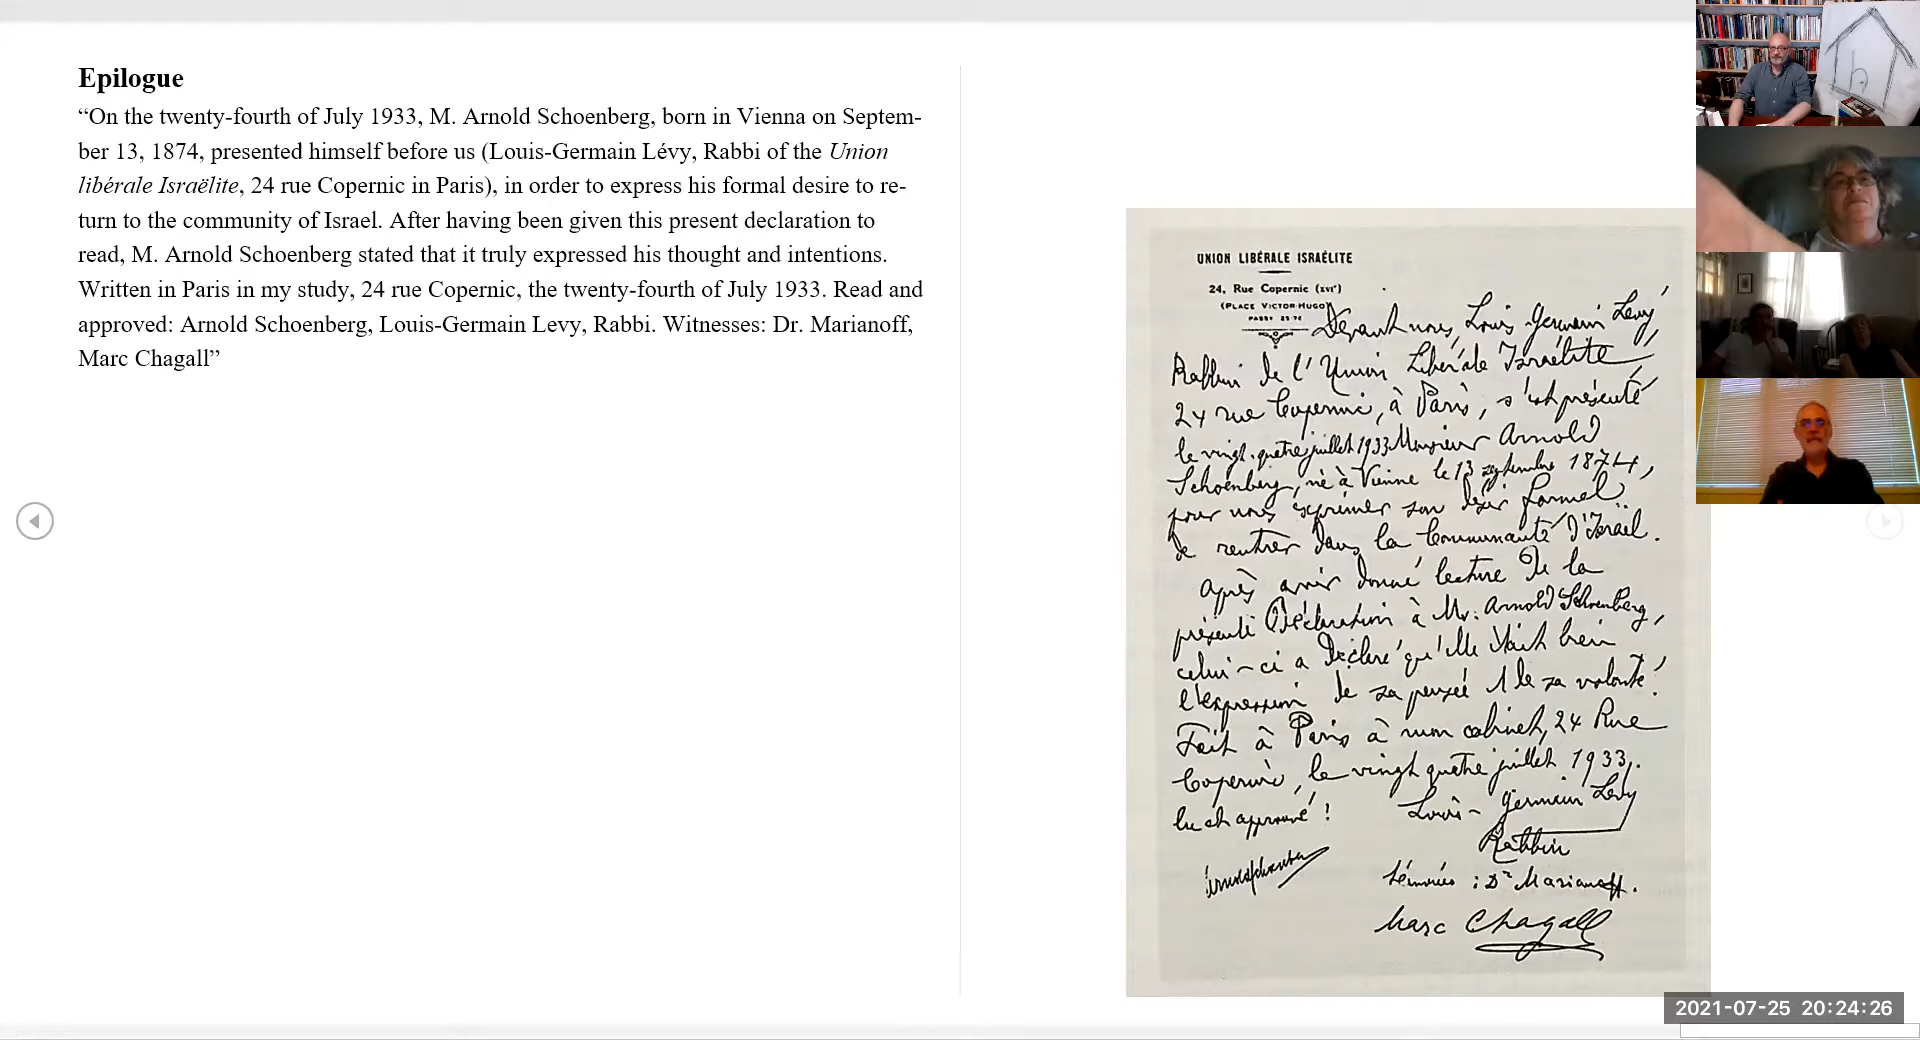 Epilogue
“On the twenty-fourth of July 1933, M. Arnold Schoenberg, born in Vienna on Septem-
ber 13, 1874, presented himself before us (Louis-Germain Lévy, Rabbi of the Union
libérale Israëlite, 24 rue Copernic in Paris), in order to express his formal desire to re-
turn to the community of Israel. After having been given this present declaration to
read, M. Arnold Schoenberg stated that it truly expressed his thought and intentions.
Written in Paris in my study, 24 rue Copernic, the twenty-fourth of July 1933. Read and
approved: Arnold Schoenberg, Louis-Germain Levy, Rabbi. Witnesses: Dr. Marianoff,
Marc Chagall”
UNION LIBÉRALE ISRAÉLITE
24, Rue Copernic (XVIᵉ)
(PLACE VICTOR-HUGO)
Devant nous, Louis-Germain Lévy,
Rabbin de l'Union Libérale Israélite
24 rue Copernic, à Paris, s'est présenté
le vingt-quatre juillet 1933 Monsieur Arnold
Schoenberg, né à Vienne le 13 septembre 1874,
pour nous exprimer son désir formel
de rentrer dans la Communauté d'Israël.
Après avoir donné lecture de la
présente Déclaration à Mr. Arnold Schoenberg,
celui-ci a déclaré qu'elle était bien
l'expression de sa pensée et de sa volonté.
Fait à Paris à mon cabinet, 24 Rue
Copernic, le vingt quatre juillet 1933.
Lu et approuvé! Louis-Germain Lévy
Rabbin
témoins : Dr Marianoff.
Marc Chagall
2021-07-25 20:24:26